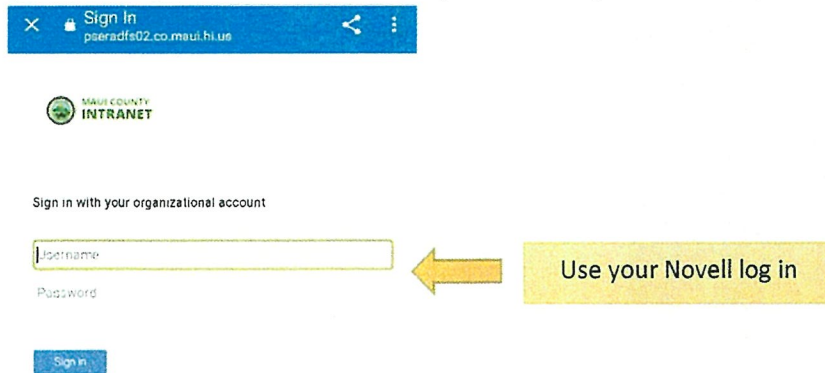 Sign In
pseradfs02.co.maui.hi.us
MAUI COUNTY
INTRANET
Sign in with your organizational account
Username
Use your Novell log in
Password
Sign in